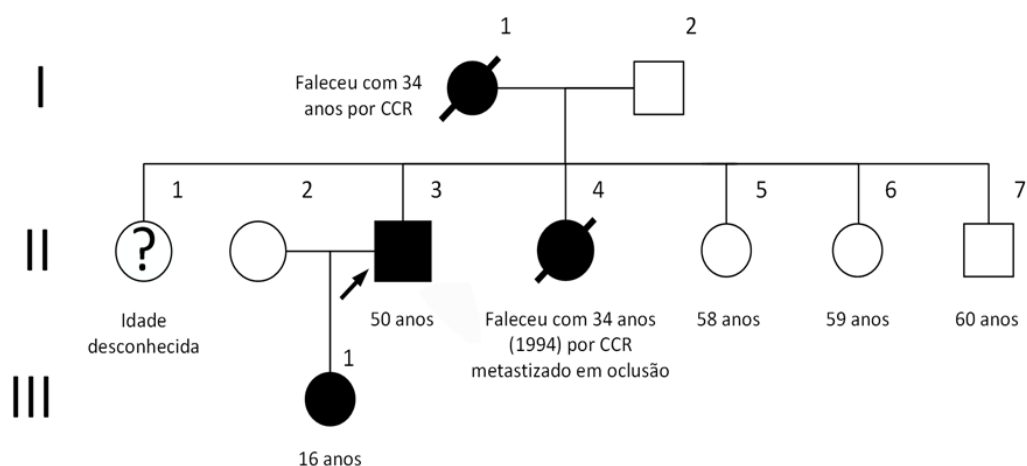 1
2
I
Faleceu com 34
anos por CCR
1
2
3
4
5
6
7
II
?
Idade
desconhecida
50 anos
Faleceu com 34 anos
(1994) por CCR
metastizado em oclusão
58 anos
59 anos
60 anos
1
III
16 anos